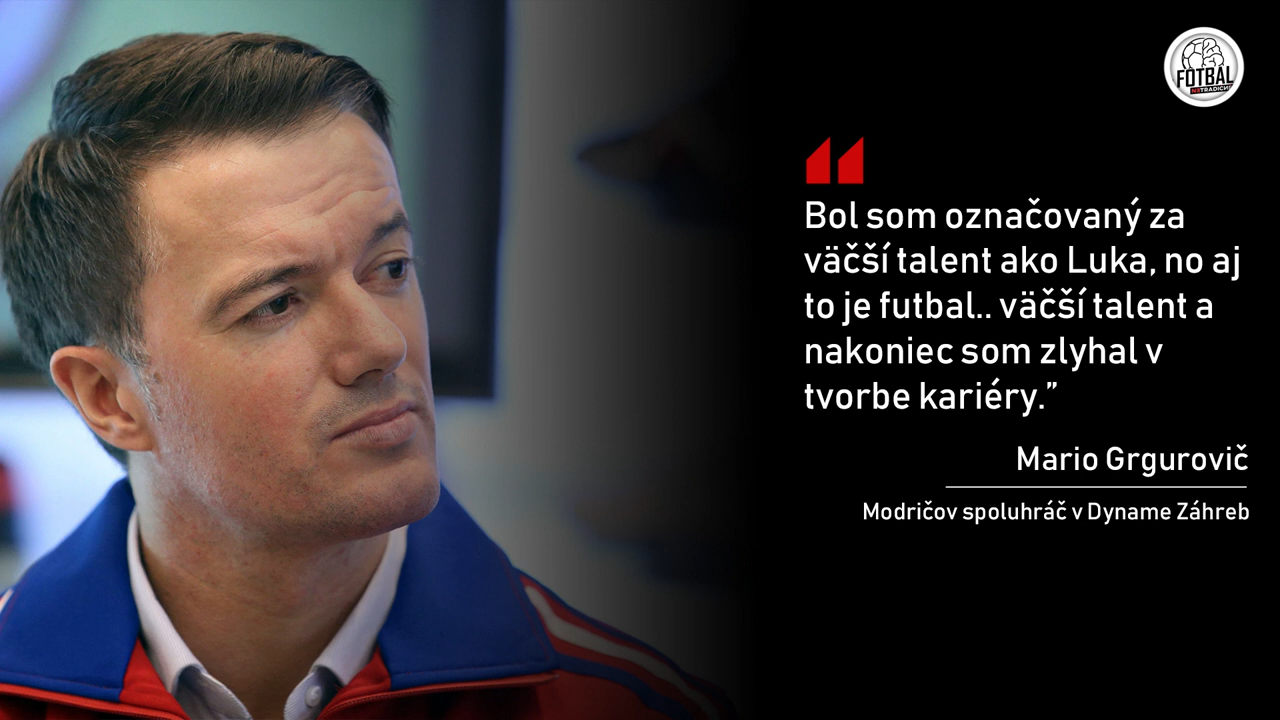 FOTBAL
NETRADIČNĚ
Bol som označovaný za
väčší talent ako Luka, no aj
to je futbal.. väčší talent a
nakoniec som zlyhal v
tvorbe kariéry.”
Mario Grgurovič
Modričov spoluhráč v Dyname Záhreb